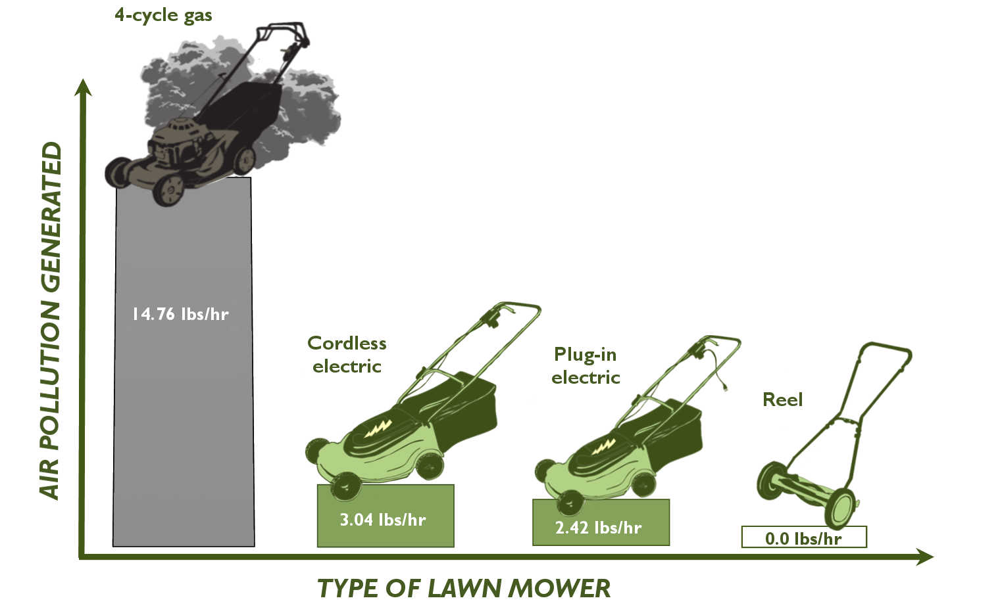 4-cycle gas
AIR POLLUTION GENERATED
14.76 lbs/hr
Cordless
electric
3.04 lbs/hr
Plug-in
electric
2.42 lbs/hr
Reel
0.0 lbs/hr
TYPE OF LAWN MOWER